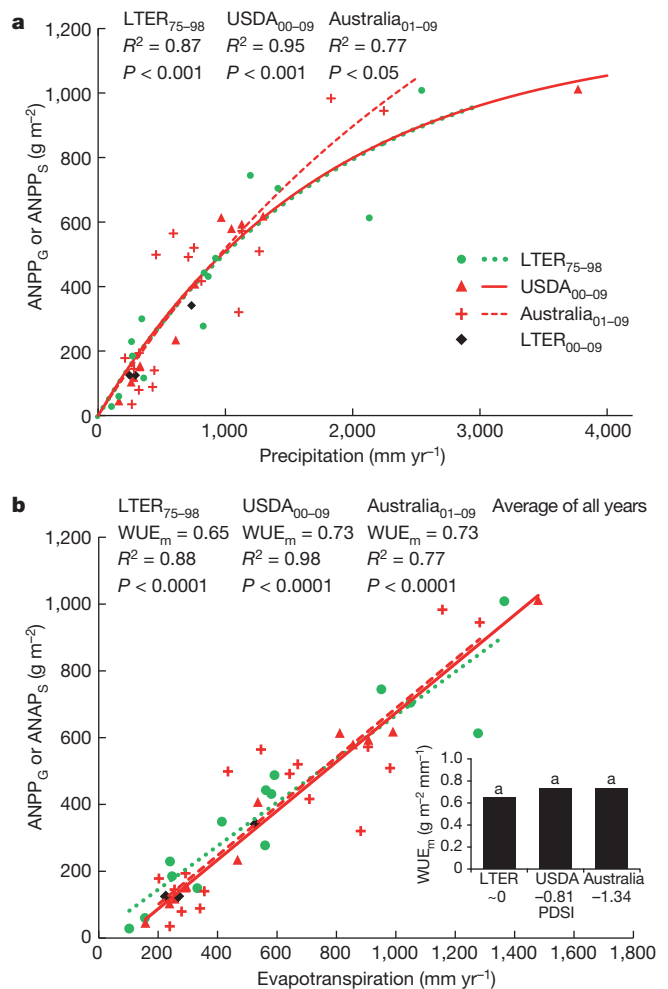 a
LTER75–98 USDA00–09 Australia01–09
R2 = 0.87 R2 = 0.95 R2 = 0.77
P < 0.001 P < 0.001 P < 0.05
1,200
1,000
800
600
400
200
0
ANPPG or ANPPS (g m−2)
LTER75–98
USDA00–09
Australia01–09
LTER00–09
0 1,000 2,000 3,000 4,000
Precipitation (mm yr−1)
b
LTER75–98 USDA00–09 Australia01–09 Average of all years
WUEm = 0.65 WUEm = 0.73 WUEm = 0.73
R2 = 0.88 R2 = 0.98 R2 = 0.77
P < 0.0001 P < 0.0001 P < 0.0001
1,200
1,000
800
600
400
200
0
ANPPG or ANAPS (g m−2)
WUEm (g m−2 mm−1)
1.0
0.8
0.6
0.4
0.2
0
a a a
LTER USDA Australia
~0 −0.81 −1.34
PDSI
0 200 400 600 800 1,000 1,200 1,400 1,600 1,800
Evapotranspiration (mm yr−1)